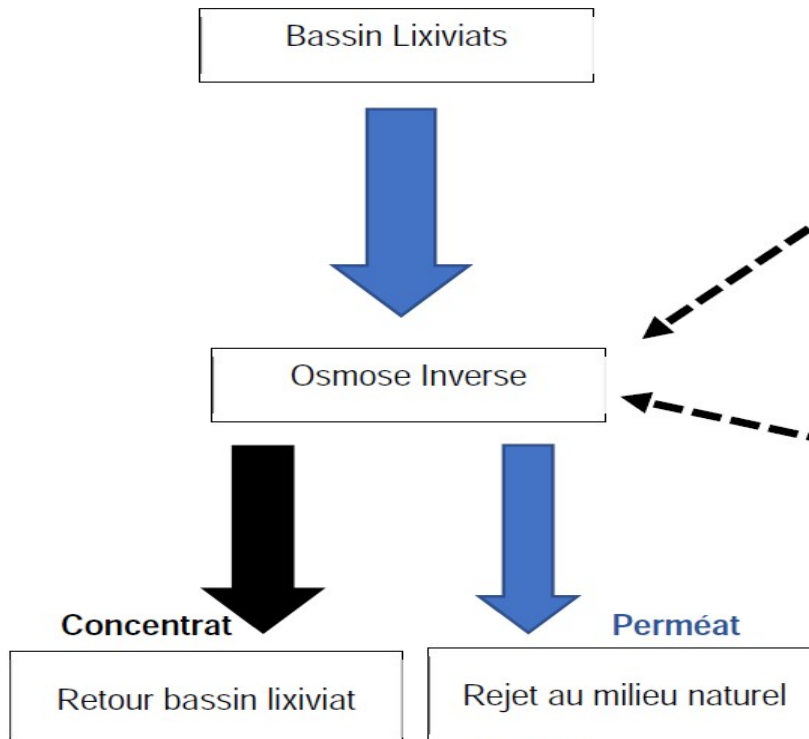 Bassin Lixiviats
Osmose Inverse
Concentrat
Perméat
Retour bassin lixiviat
Rejet au milieu naturel